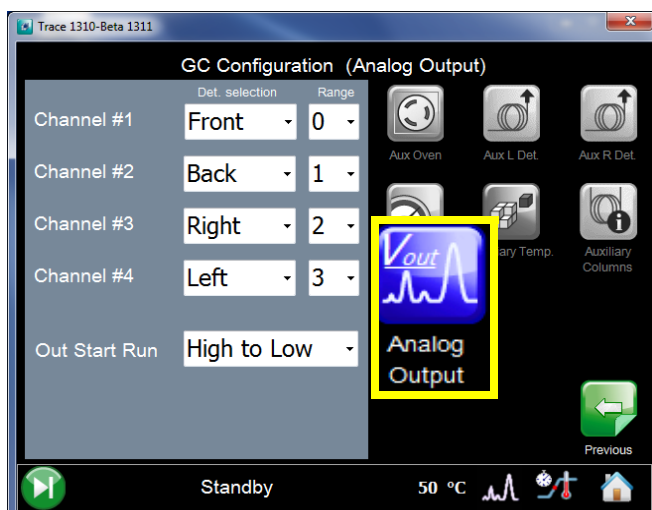 Trace 1310-Beta 1311
x
GC Configuration (Analog Output)
Det. selection Range
Channel #1 Front 0
Channel #2 Back 1
Channel #3 Right 2
Channel #4 Left 3
Out Start Run High to Low
Aux Oven Aux L Det. Aux R Det.
Temp.
Auxiliary
Columns
Vout
Analog
Output
Previous
Standby 50 °C